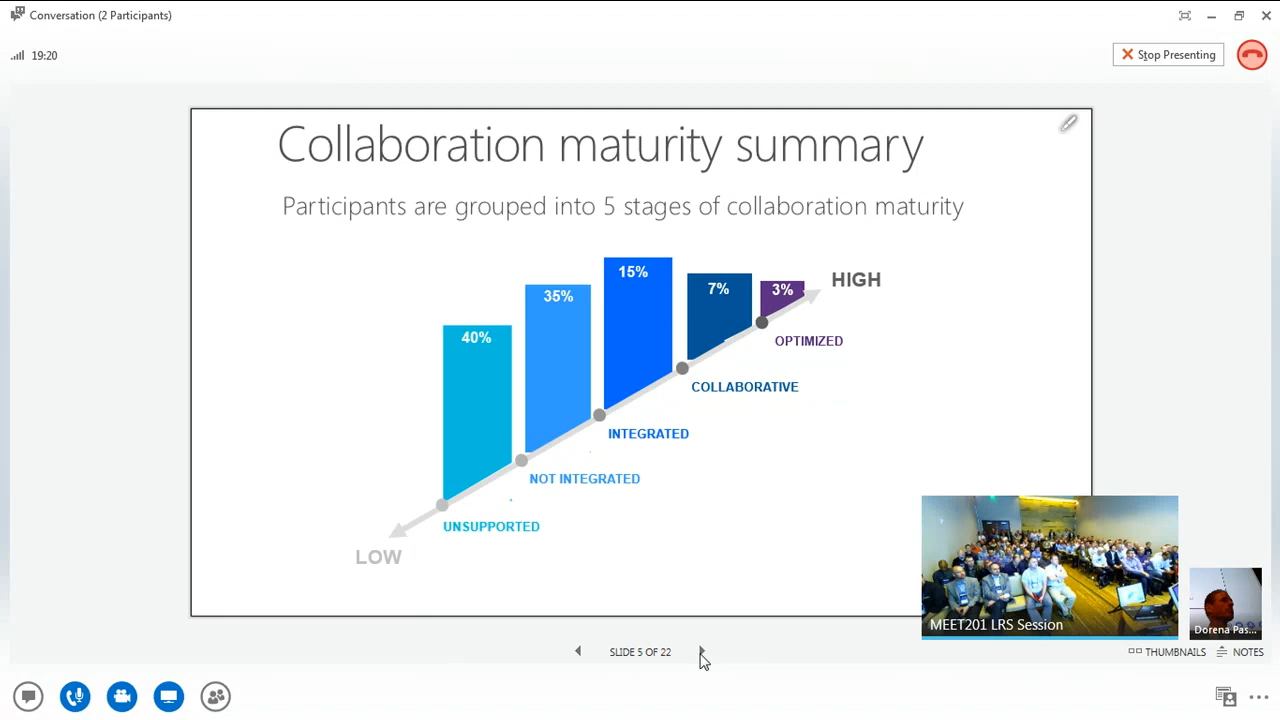 Conversation (2 Participants)
19:20
Stop Presenting
Collaboration maturity summary
Participants are grouped into 5 stages of collaboration maturity
40%
35%
15%
7%
3%
HIGH
OPTIMIZED
COLLABORATIVE
INTEGRATED
NOT INTEGRATED
UNSUPPORTED
LOW
MEET201 LRS Session
Dorena Pas...
SLIDE 5 OF 22
THUMBNAILS
NOTES